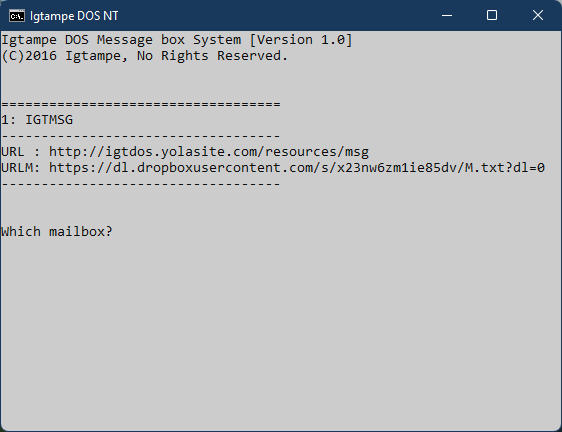 Igtampe DOS NT
Igtampe DOS Message box System [Version 1.0]
(C)2016 Igtampe, No Rights Reserved.
===================================
1: IGTMSG
-----------------------------------
URL : http://igtdos.yolasite.com/resources/msg
URLM: https://dl.dropboxusercontent.com/s/x23nw6zm1ie85dv/M.txt?dl=0
-----------------------------------
Which mailbox?